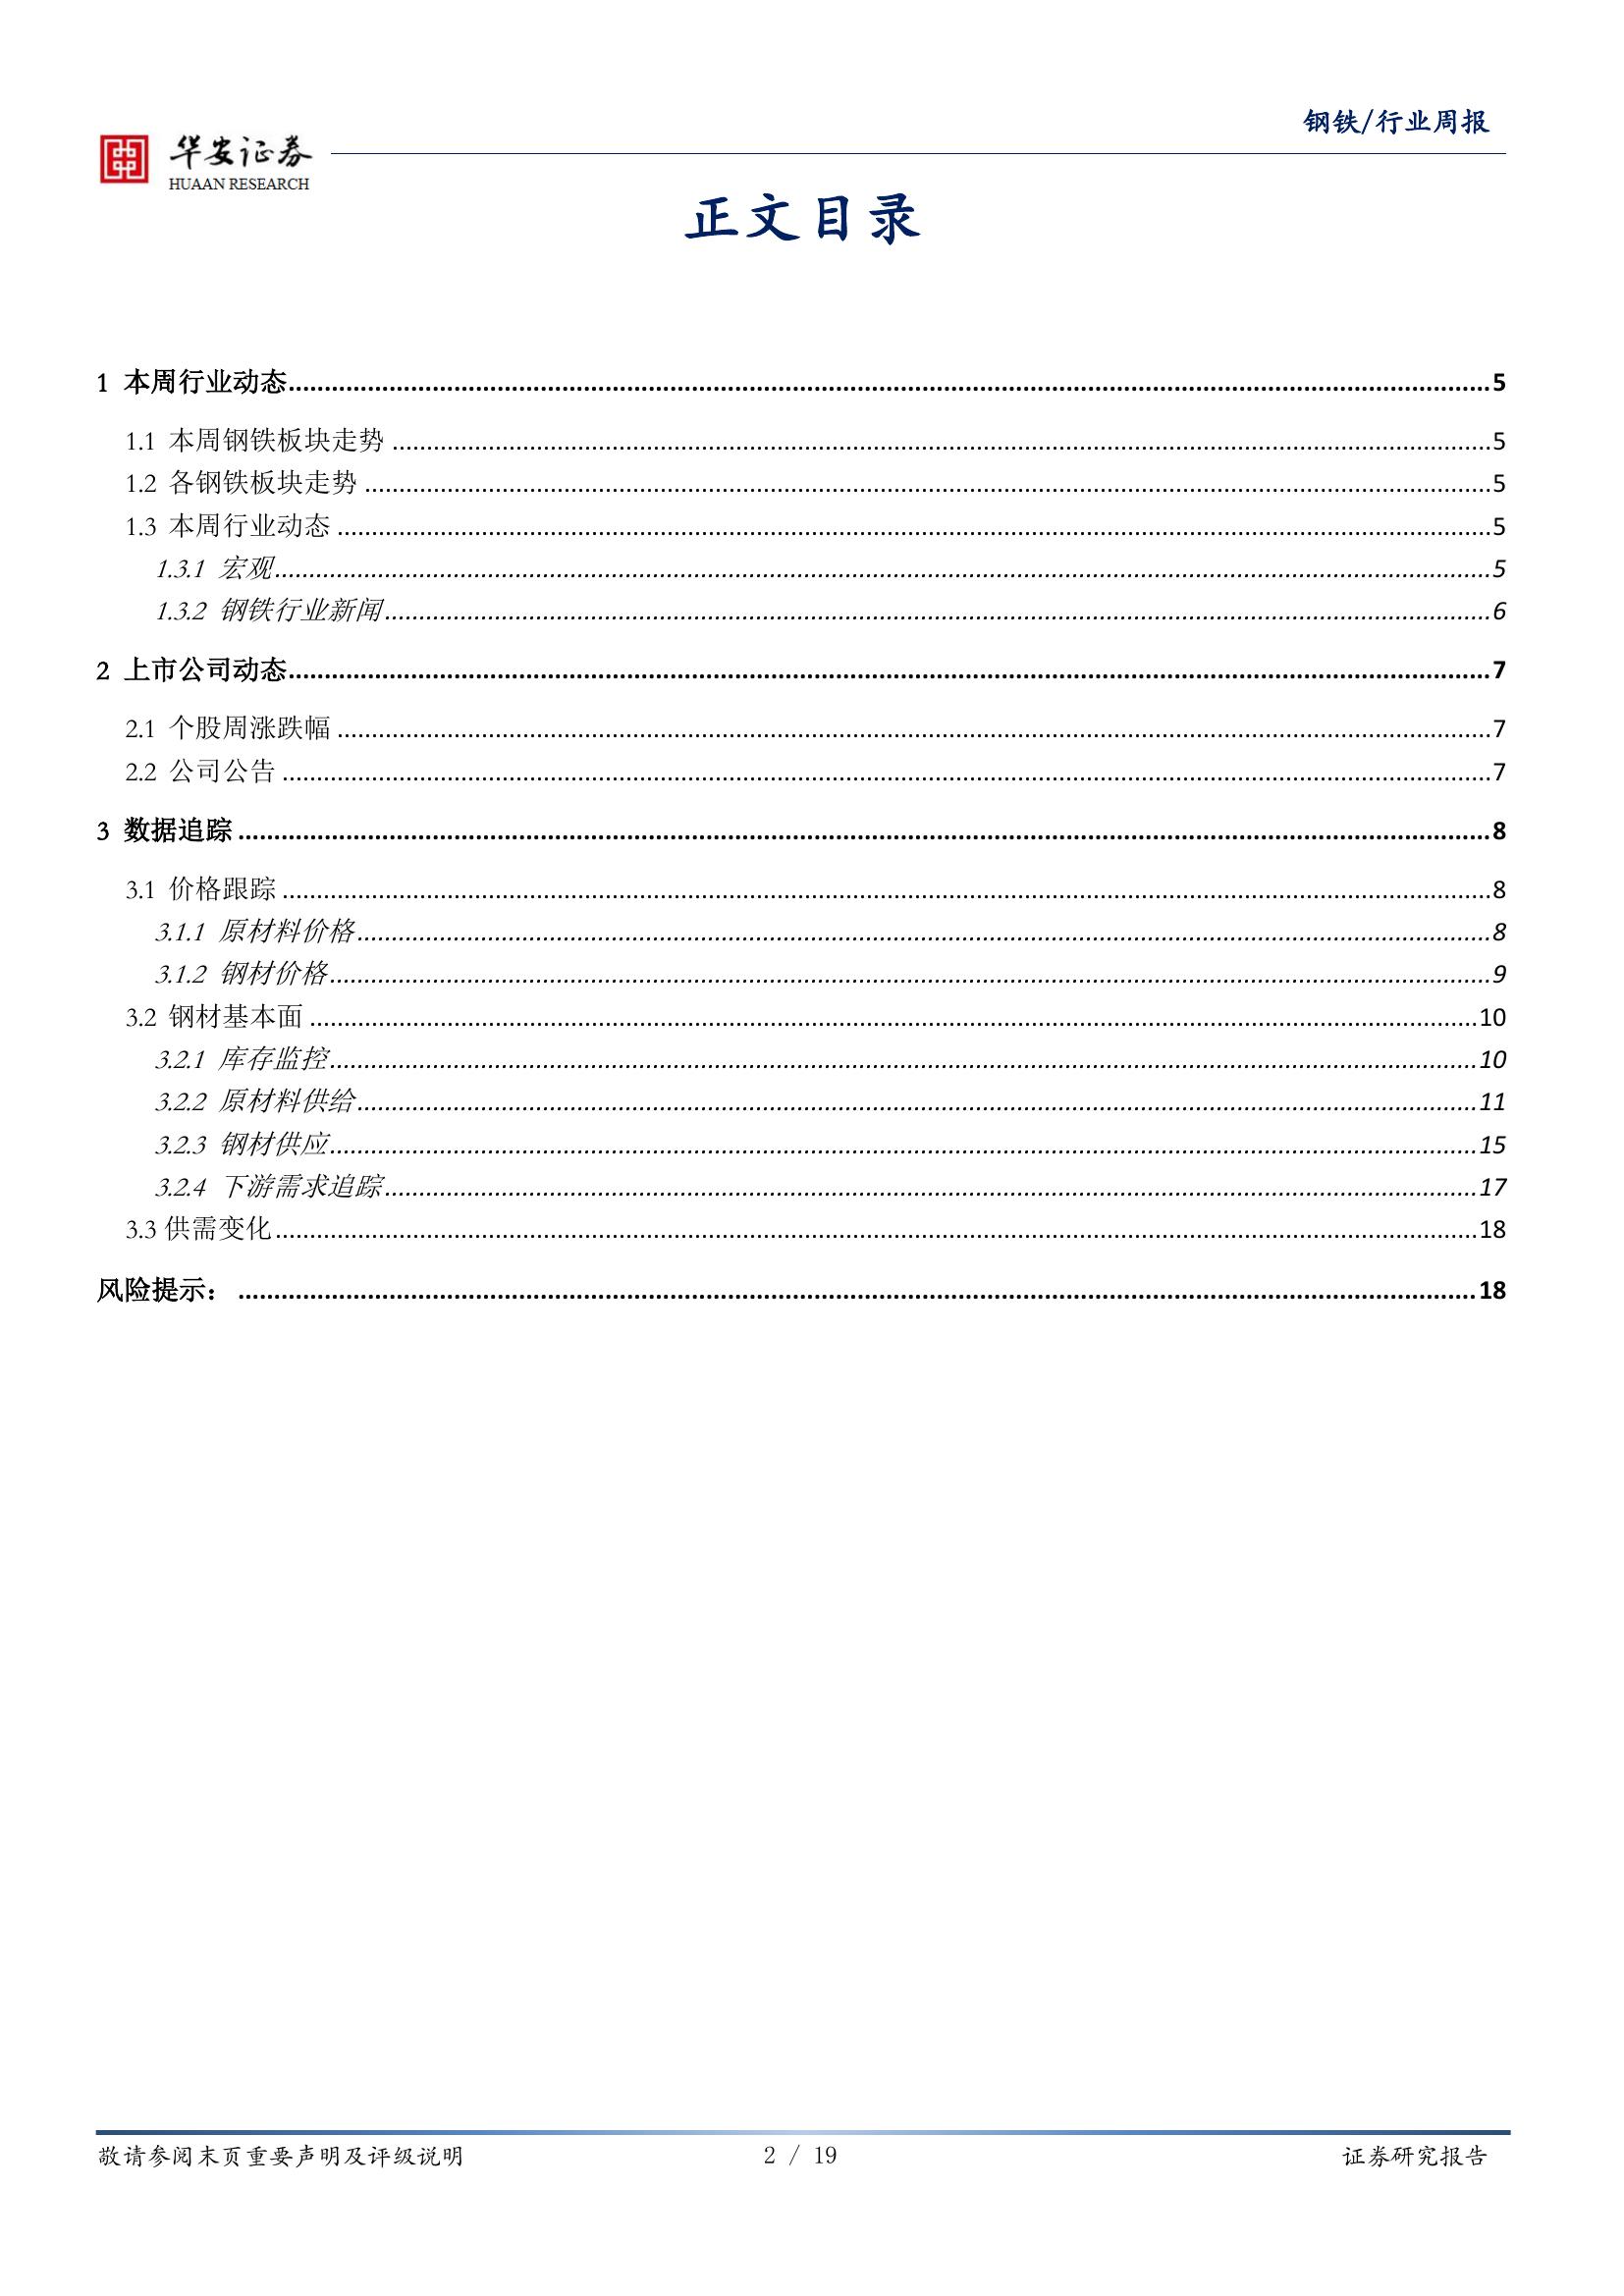 钢铁/行业周报
华安证券
HUAAN RESEARCH
正文目录
1 本周行业动态........................................5
1.1 本周钢铁板块走势........................................5
1.2 各钢铁板块走势........................................5
1.3 本周行业动态........................................5
1.3.1 宏观........................................5
1.3.2 钢铁行业新闻........................................6
2 上市公司动态........................................7
2.1 个股周涨跌幅........................................7
2.2 公司公告........................................7
3 数据追踪........................................8
3.1 价格跟踪........................................8
3.1.1 原材料价格........................................8
3.1.2 钢材价格........................................9
3.2 钢材基本面........................................10
3.2.1 库存监控........................................10
3.2.2 原材料供给........................................11
3.2.3 钢材供应........................................15
3.2.4 下游需求追踪........................................17
3.3供需变化........................................18
风险提示：........................................18
敬请参阅末页重要声明及评级说明 2 / 19 证券研究报告